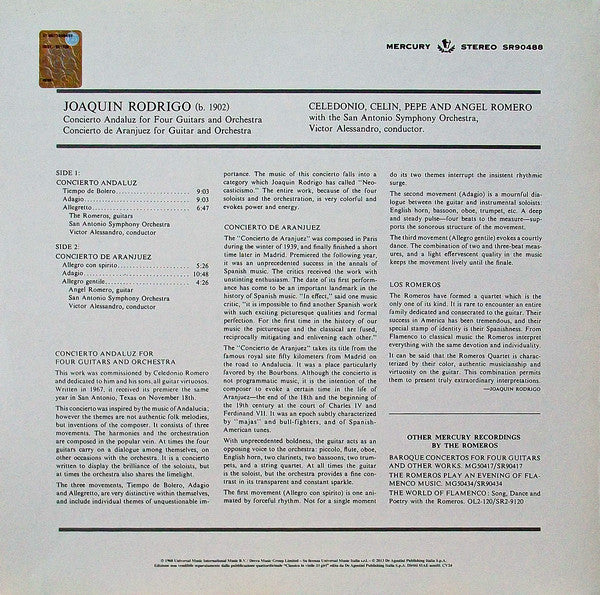 MERCURY STEREO SR90488
JOAQUIN RODRIGO (b. 1902)
Concierto Andaluz for Four Guitars and Orchestra
Concierto de Aranjuez for Guitar and Orchestra
CELEDONIO, CELIN, PEPE AND ANGEL ROMERO
with the San Antonio Symphony Orchestra,
Victor Alessandro, conductor.
SIDE 1:
CONCIERTO ANDALUZ
Tiempo de Bolero 9:03
Adagio 9:03
Allegretto 6:47
The Romeros, guitars
San Antonio Symphony Orchestra
Victor Alessandro, conductor
SIDE 2:
CONCIERTO DE ARANJUEZ
Allegro con spirito 5:26
Adagio 10:48
Allegro gentile 4:26
Angel Romero, guitar
San Antonio Symphony Orchestra
Victor Alessandro, conductor
CONCIERTO ANDALUZ FOR
FOUR GUITARS AND ORCHESTRA
This work was commissioned by Celedonio Romero
and dedicated to him and his sons, all guitar virtuosos.
Written in 1967, it received its premiere the same
year in San Antonio, Texas on November 18th.
This concierto was inspired by the music of Andalucia;
however the themes are not authentic folk melodies,
but inventions of the composer. It consists of three
movements. The harmonies and the orchestration
are composed in the popular vein. At times the four
guitars carry on a dialogue among themselves, on
other occasions with the orchestra. It is a concierto
written to display the brilliance of the soloists, but
at times the orchestra also shares the limelight.
The three movements, Tiempo de Bolero, Adagio
and Allegretto, are very distinctive within themselves,
and include individual themes of unquestionable im-
portance. The music of this concierto falls into a
category which Joaquin Rodrigo has called "Neo-
casticismo." The entire work, because of the four
soloists and the orchestration, is very colorful and
evokes power and energy.
CONCIERTO DE ARANJUEZ
The "Concierto de Aranjuez" was composed in Paris
during the winter of 1939, and finally finished a short
time later in Madrid. Premiered the following year,
it was an unprecedented success in the annals of
Spanish music. The critics received the work with
unstinting enthusiasm. The date of its first perform-
ance has come to be an important landmark in the
history of Spanish music. "In effect," said one music
critic, "it is impossible to find another Spanish work
with such exciting picturesque qualities and formal
perfection. For the first time in the history of our
music the picturesque and the classical are fused,
reciprocally mitigating and enlivening each other."
The "Concierto de Aranjuez" takes its title from the
famous royal site fifty kilometers from Madrid on
the road to Andalucia. It was a place particularly
favored by the Bourbons. Although the concierto is
not programmatic music, it is the intention of the
composer to evoke a certain time in the life of
Aranjuez—the end of the 18th and the beginning of
the 19th century at the court of Charles IV and
Ferdinand VII. It was an epoch subtly characterized
by "majas" and bull-fighters, and of Spanish-
American tunes.
With unprecedented boldness, the guitar acts as an
opposing voice to the orchestra: piccolo, flute, oboe,
English horn, two clarinets, two bassoons, two trum-
pets, and a string quartet. At all times the guitar
is the soloist, but the orchestra provides a fine con-
trast in its transparent and constant sparkle.
The first movement (Allegro con spirito) is one ani-
mated by forceful rhythm. Not for a single moment
do its two themes interrupt the insistent rhythmic
surge.
The second movement (Adagio) is a mournful dia-
logue between the guitar and instrumental soloists:
English horn, bassoon, oboe, trumpet, etc. A deep
and steady pulse—four beats to the measure—sup-
ports the sonorous structure of the movement.
The third movement (Allegro gentile) evokes a courtly
dance. The combination of two and three-beat meas-
ures, and a light effervescent quality in the music
keeps the movement lively until the finale.
LOS ROMEROS
The Romeros have formed a quartet which is the
only one of its kind. It is rare to encounter an entire
family dedicated and consecrated to the guitar. Their
success in America has been tremendous, and their
special stamp of identity is their Spanishness. From
Flamenco to classical music the Romeros interpret
everything with the same devotion and individuality.
It can be said that the Romeros Quartet is charac-
terized by their color, authentic musicianship and
virtuosity on the guitar. This combination permits
them to present truly extraordinary interpretations.
—JOAQUIN RODRIGO
OTHER MERCURY RECORDINGS
BY THE ROMEROS
BAROQUE CONCERTOS FOR FOUR GUITARS
AND OTHER WORKS. MG50417/SR90417
THE ROMEROS PLAY AN EVENING OF FLA-
MENCO MUSIC. MG50434/SR90434
THE WORLD OF FLAMENCO: Song, Dance and
Poetry with the Romeros. OL2-120/SR2-9120